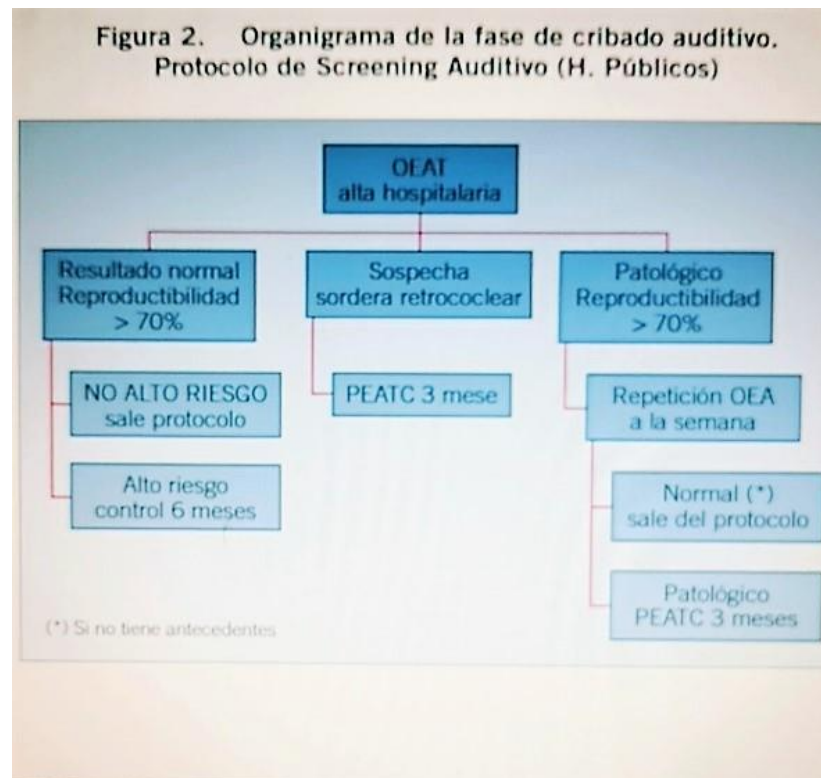 Figura 2. Organigrama de la fase de cribado auditivo.
Protocolo de Screening Auditivo (H. Públicos)
OEAT
alta hospitalaria
Resultado normal
Reproductibilidad
> 70%
NO ALTO RIESGO
sale protocolo
Alto riesgo
control 6 meses
Sospecha
sordera retrococlear
PEATC 3 mese
Patológico
Reproductibilidad
> 70%
Repetición OEA
a la semana
Normal (*)
sale del protocolo
Patológico
PEATC 3 meses
(*) Si no tiene antecedentes